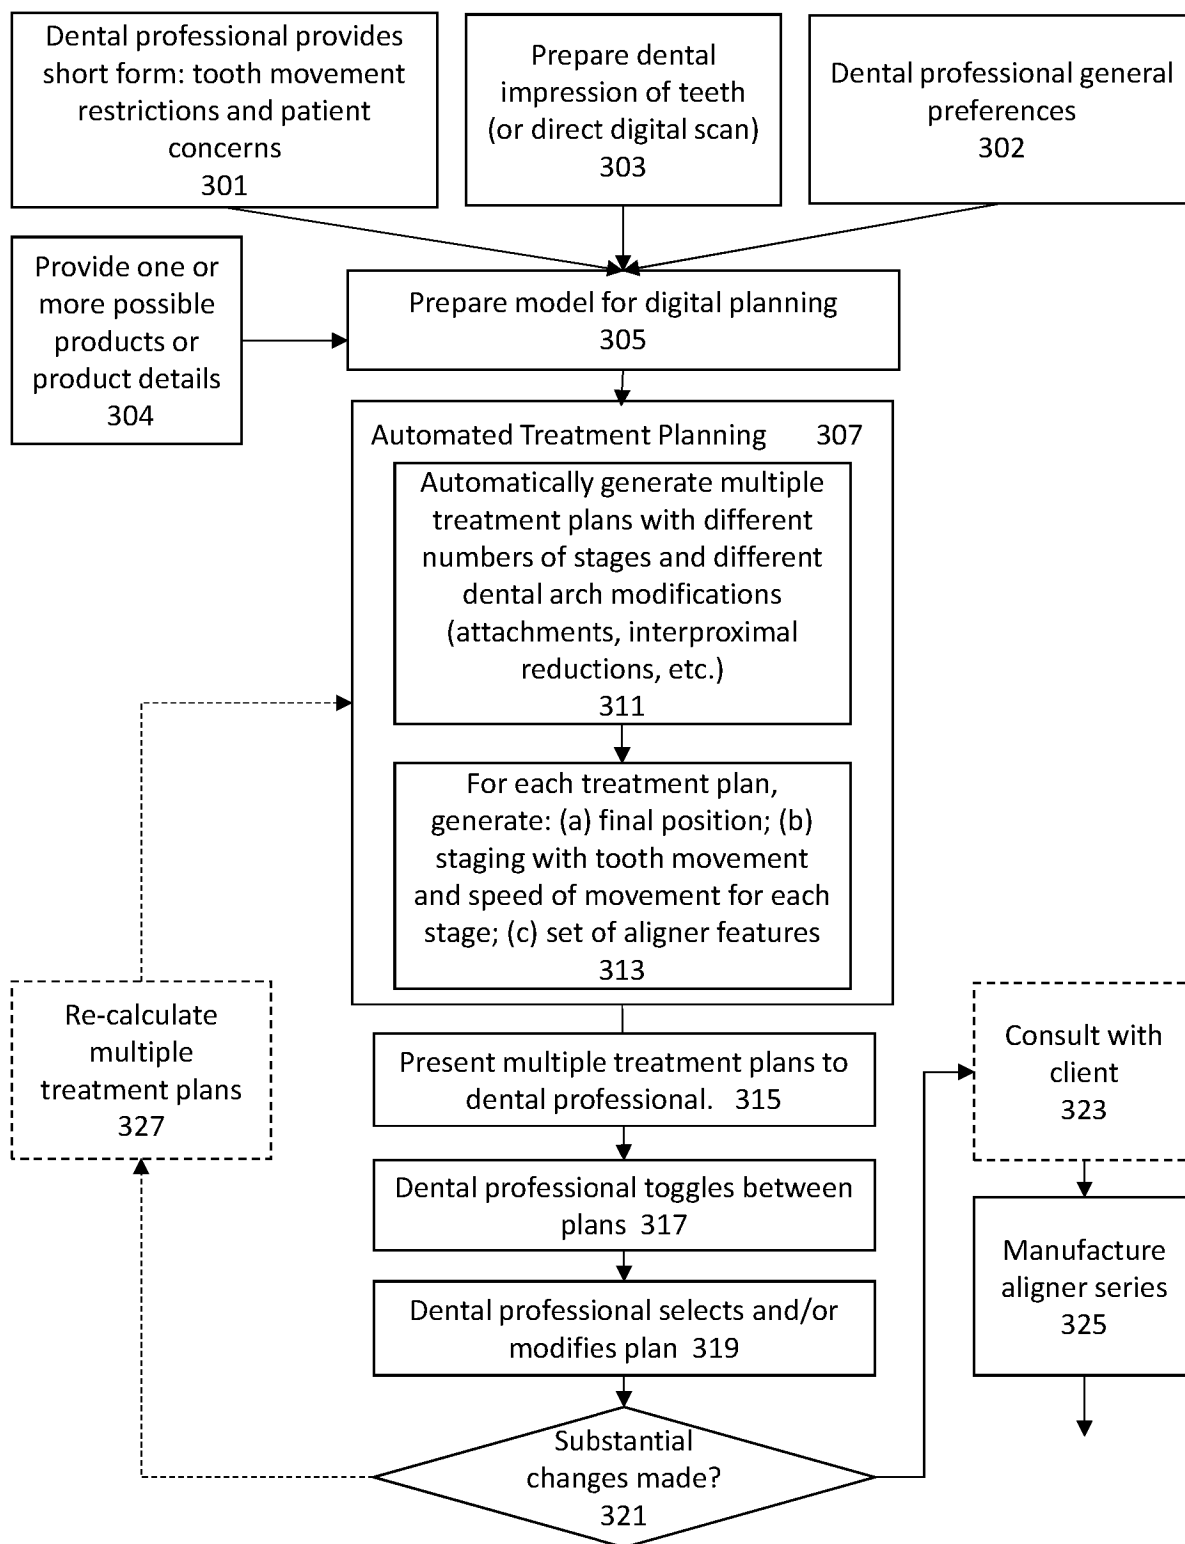 Dental professional provides
short form: tooth movement
restrictions and patient
concerns
301
Prepare dental
impression of teeth
(or direct digital scan)
303
Dental professional general
preferences
302
Provide one or
more possible
products or
product details
304
Prepare model for digital planning
305
Automated Treatment Planning 307
Automatically generate multiple
treatment plans with different
numbers of stages and different
dental arch modifications
(attachments, interproximal
reductions, etc.)
311
For each treatment plan,
generate: (a) final position; (b)
staging with tooth movement
and speed of movement for each
stage; (c) set of aligner features
313
Re-calculate
multiple
treatment plans
327
Present multiple treatment plans to
dental professional. 315
Dental professional toggles between
plans 317
Dental professional selects and/or
modifies plan 319
Substantial
changes made?
321
Consult with
client
323
Manufacture
aligner series
325